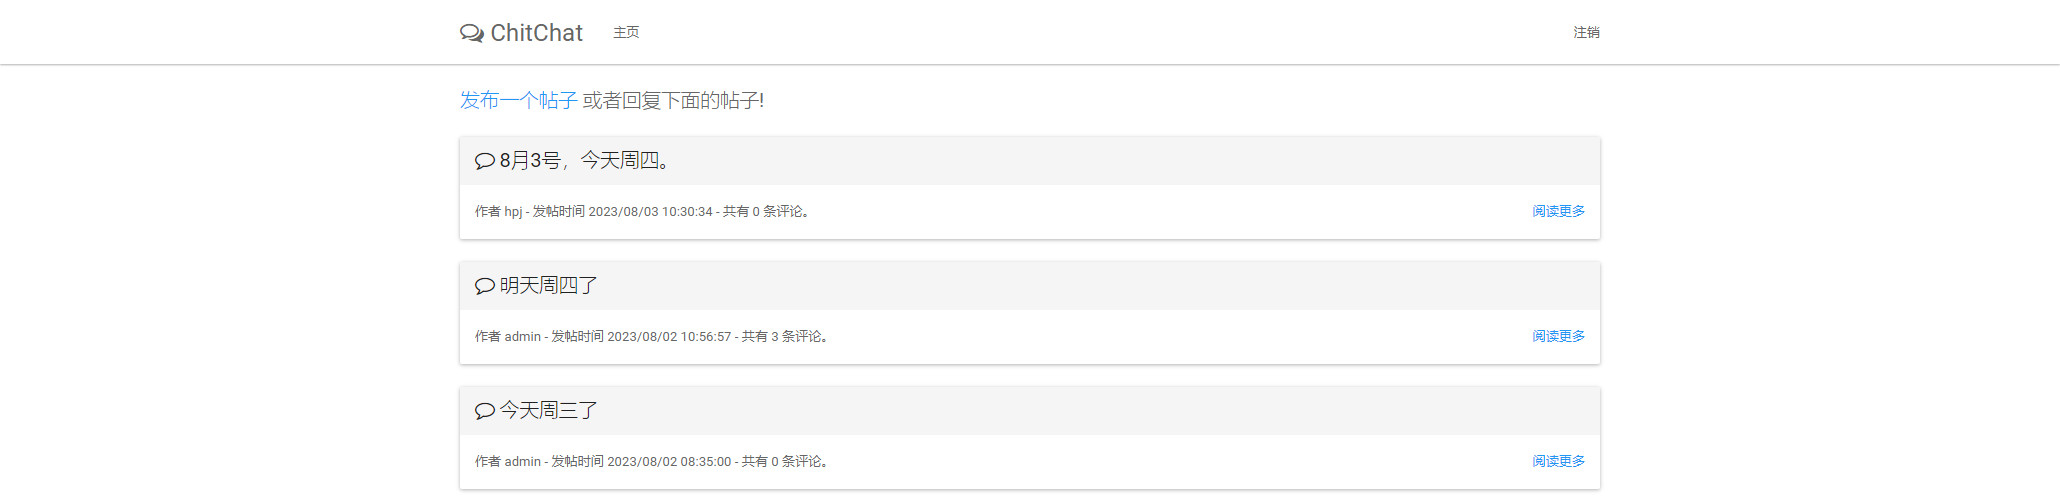 ChitChat 主页 注销
发布一个帖子 或者回复下面的帖子!
8月3号，今天周四。
作者 hpj - 发帖时间 2023/08/03 10:30:34 - 共有 0 条评论。 阅读更多
明天周四了
作者 admin - 发帖时间 2023/08/02 10:56:57 - 共有 3 条评论。 阅读更多
今天周三了
作者 admin - 发帖时间 2023/08/02 08:35:00 - 共有 0 条评论。 阅读更多